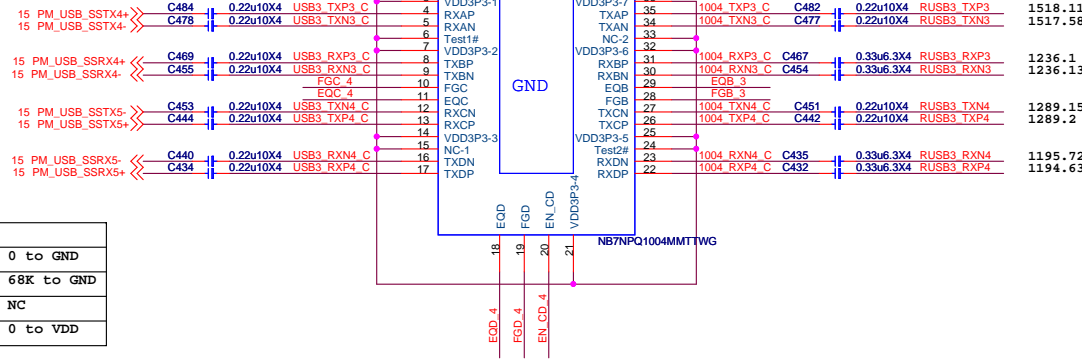 VDD3P3-1 VDD3P3-7
15 PM_USB_SSTX4+ C484 0.22u10X4 USB3_TXP3_C 4 RXAP TXAP 35 1004_TXP3_C C482 0.22u10X4 RUSB3_TXP3 1518.11
15 PM_USB_SSTX4- C478 0.22u10X4 USB3_TXN3_C 5 RXAN TXAN 34 1004_TXN3_C C477 0.22u10X4 RUSB3_TXN3 1517.58
6 Test1# NC-2 33
7 VDD3P3-2 VDD3P3-6 32
15 PM_USB_SSRX4+ C469 0.22u10X4 USB3_RXP3_C 8 TXBP RXBP 31 1004_RXP3_C C467 0.33u6.3X4 RUSB3_RXP3 1236.1
15 PM_USB_SSRX4- C455 0.22u10X4 USB3_RXN3_C 9 TXBN RXBN 30 1004_RXN3_C C454 0.33u6.3X4 RUSB3_RXN3 1236.13
FGC_4 10 FGC GND EQB 29 EQB_3
EQC_4 11 EQC FGB 28 FGB_3
15 PM_USB_SSTX5- C453 0.22u10X4 USB3_TXN4_C 12 RXCN TXCN 27 1004_TXN4_C C451 0.22u10X4 RUSB3_TXN4 1289.15
15 PM_USB_SSTX5+ C444 0.22u10X4 USB3_TXP4_C 13 RXCP TXCP 26 1004_TXP4_C C442 0.22u10X4 RUSB3_TXP4 1289.2
14 VDD3P3-3 VDD3P3-5 25
15 NC-1 Test2# 24
15 PM_USB_SSRX5- C440 0.22u10X4 USB3_RXN4_C 16 TXDN RXDN 23 1004_RXN4_C C435 0.33u6.3X4 RUSB3_RXN4 1195.72
15 PM_USB_SSRX5+ C434 0.22u10X4 USB3_RXP4_C 17 TXDP RXDP 22 1004_RXP4_C C432 0.33u6.3X4 RUSB3_RXP4 1194.63
EQD FGD EN_CD VDD3P3-4
18 19 20 21 NB7NPQ1004MMTTWG
0 to GND
68K to GND
NC
0 to VDD
EQD_4 FGD_4 EN_CD_4